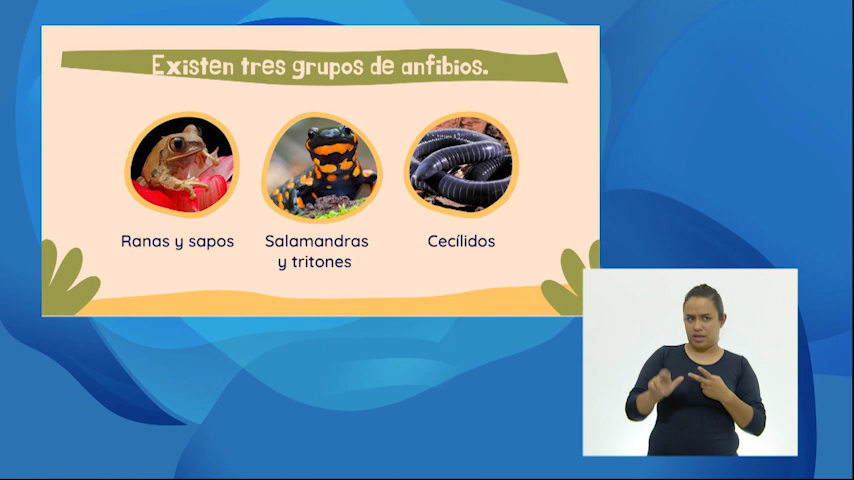 Existen tres grupos de anfibios.
Ranas y sapos
Salamandras
y tritones
Cecílidos